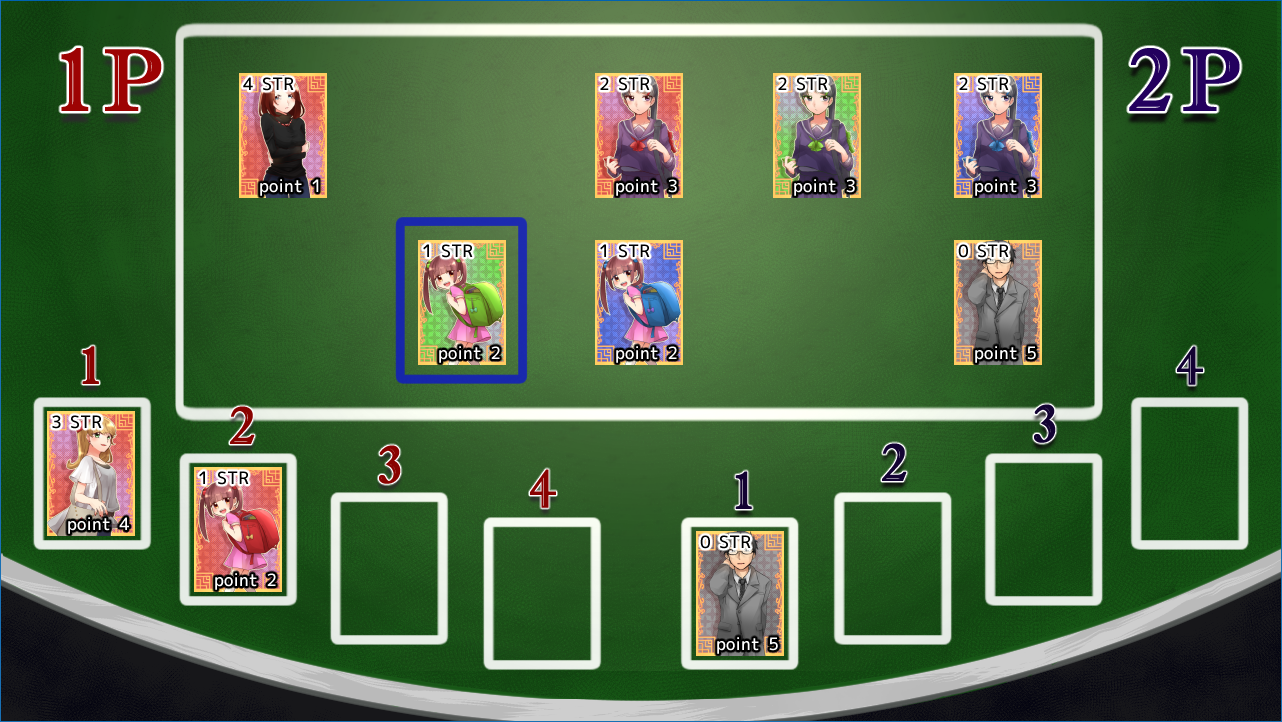 1P
2P
4 STR
point 1
2 STR
point 3
2 STR
point 3
2 STR
point 3
1 STR
point 2
1 STR
point 2
0 STR
point 5
1
3 STR
point 4
2
1 STR
point 2
3
4
1
0 STR
point 5
2
3
4